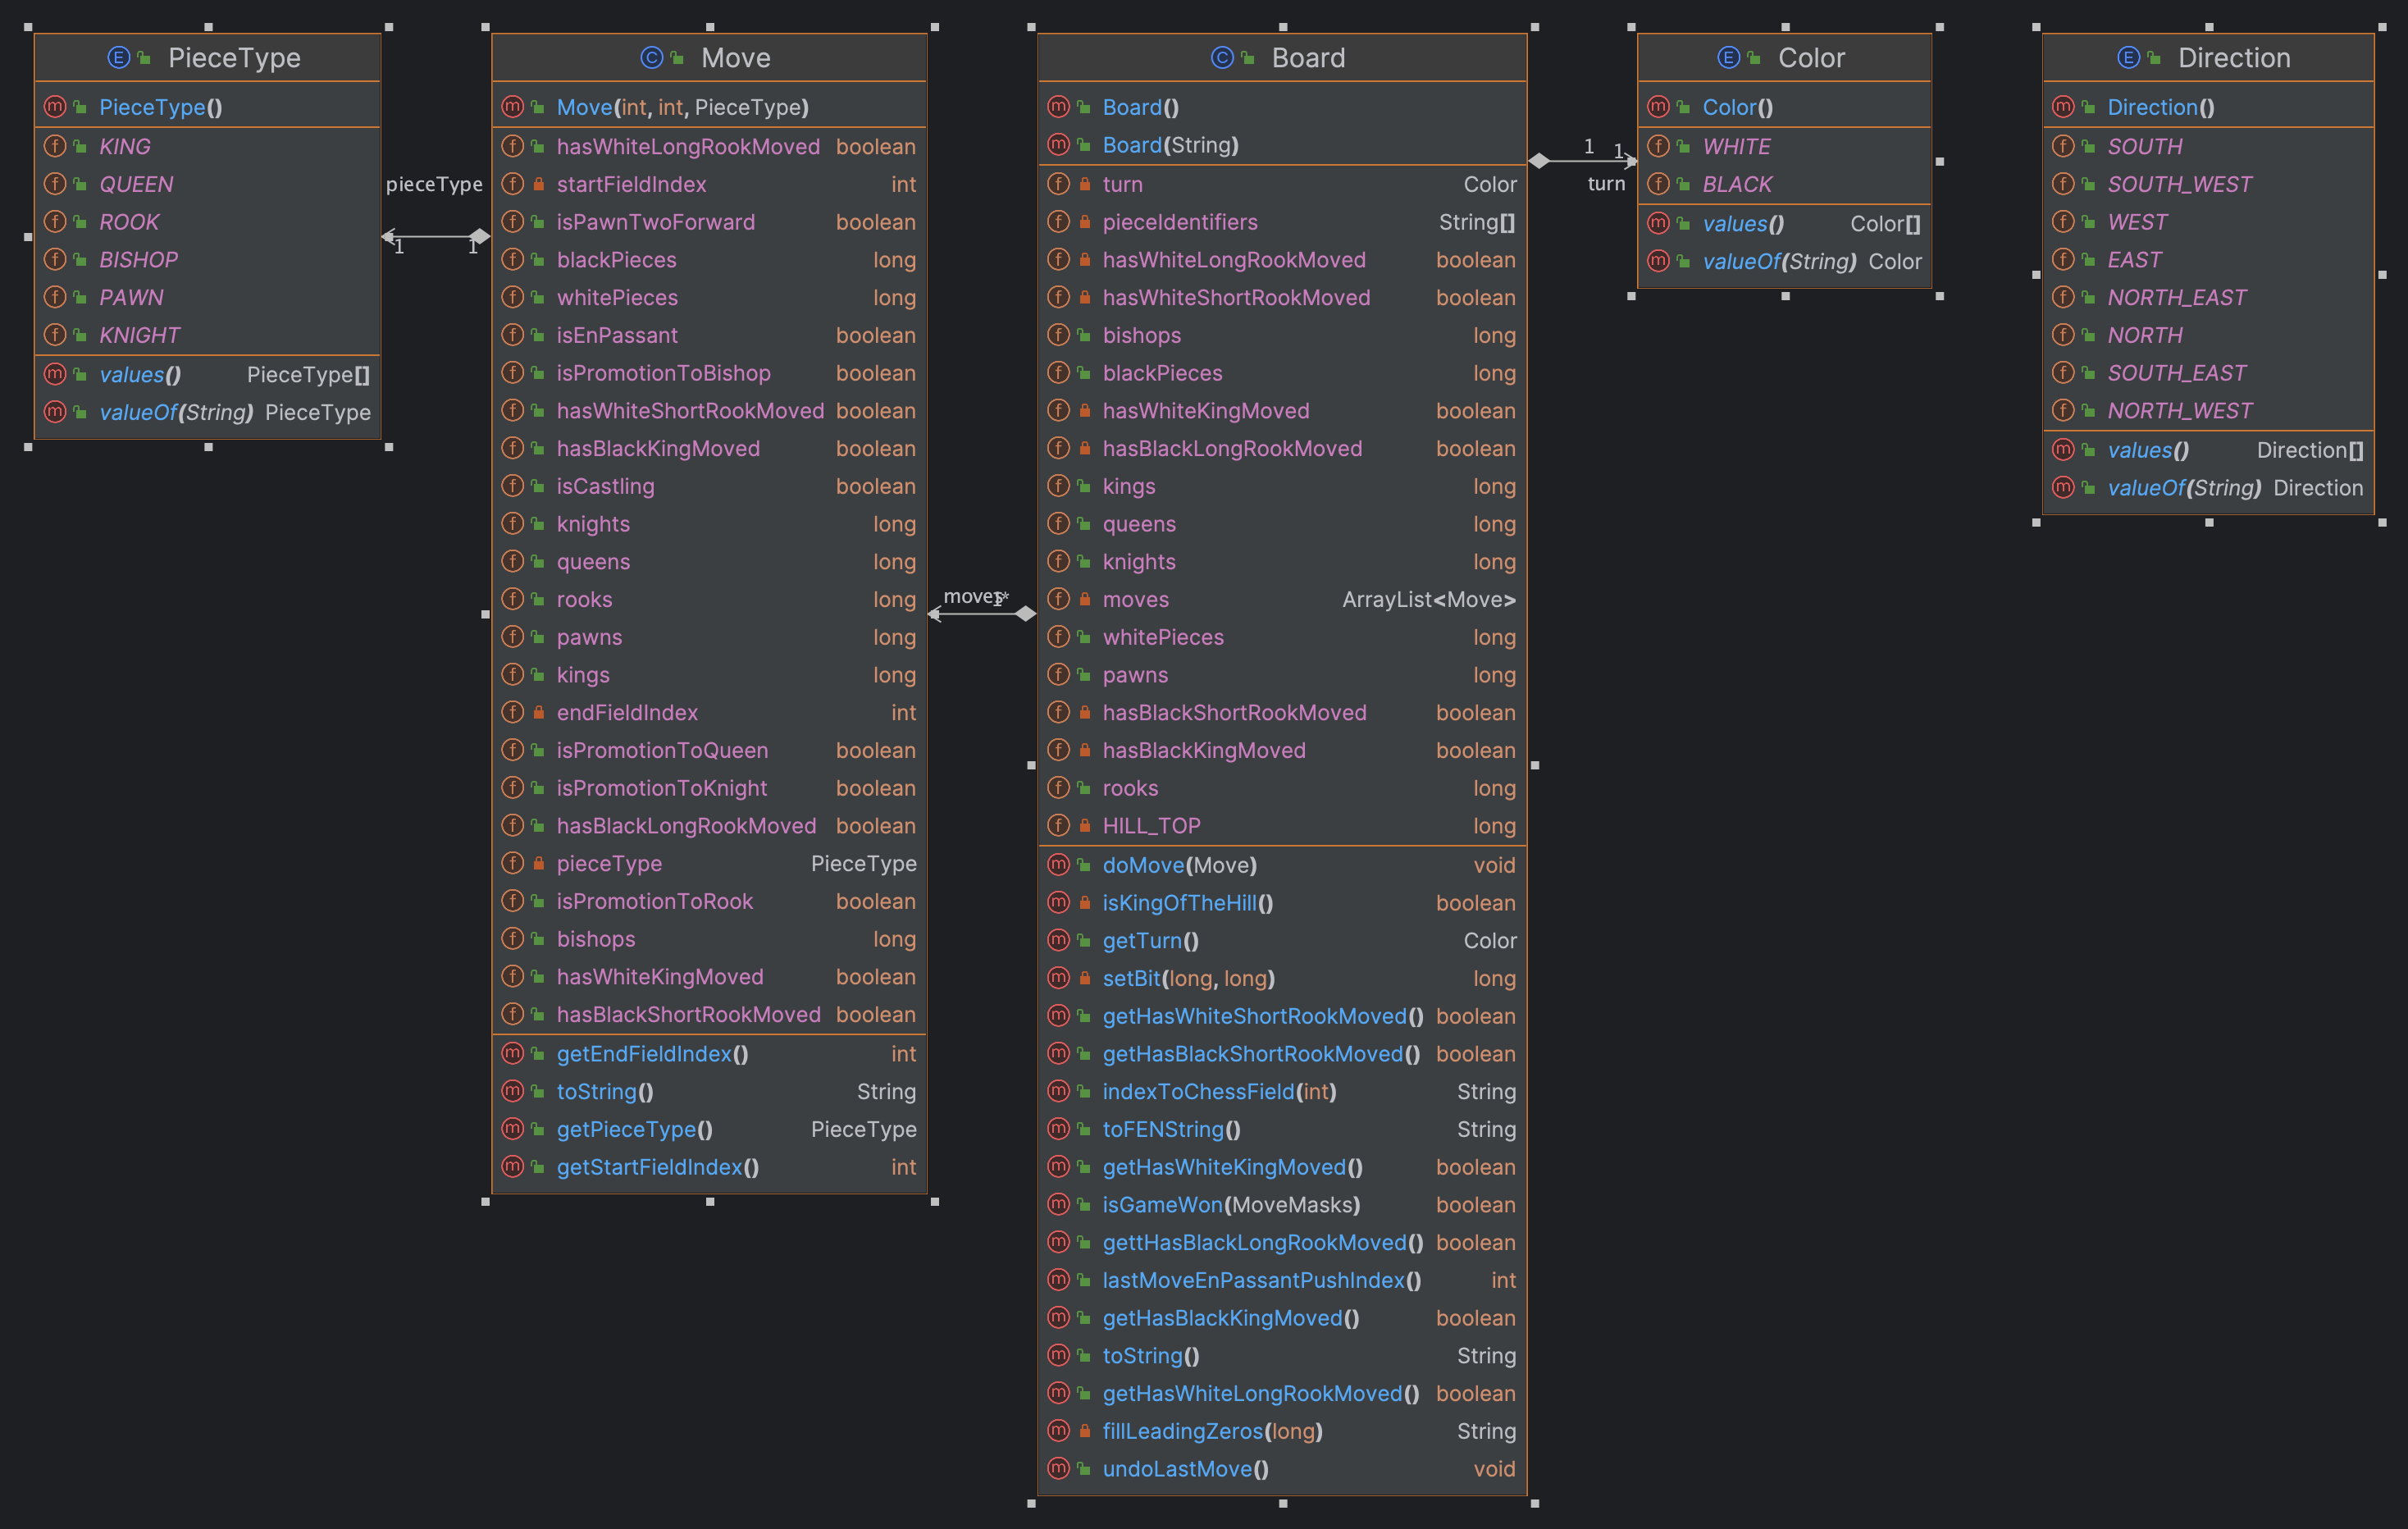 PieceType
PieceType()
KING
QUEEN
ROOK
BISHOP
PAWN
KNIGHT
values() PieceType[]
valueOf(String) PieceType
pieceType
1 1
Move
Move(int, int, PieceType)
hasWhiteLongRookMoved boolean
startFieldIndex int
isPawnTwoForward boolean
blackPieces long
whitePieces long
isEnPassant boolean
isPromotionToBishop boolean
hasWhiteShortRookMoved boolean
hasBlackKingMoved boolean
isCastling boolean
knights long
queens long
rooks long
pawns long
kings long
endFieldIndex int
isPromotionToQueen boolean
isPromotionToKnight boolean
hasBlackLongRookMoved boolean
pieceType PieceType
isPromotionToRook boolean
bishops long
hasWhiteKingMoved boolean
hasBlackShortRookMoved boolean
getEndFieldIndex() int
toString() String
getPieceType() PieceType
getStartFieldIndex() int
moves 1 *
Board
Board()
Board(String)
turn Color
pieceIdentifiers String[]
hasWhiteLongRookMoved boolean
hasWhiteShortRookMoved boolean
bishops long
blackPieces long
hasWhiteKingMoved boolean
hasBlackLongRookMoved boolean
kings long
queens long
knights long
moves ArrayList<Move>
whitePieces long
pawns long
hasBlackShortRookMoved boolean
hasBlackKingMoved boolean
rooks long
HILL_TOP long
doMove(Move) void
isKingOfTheHill() boolean
getTurn() Color
setBit(long, long) long
getHasWhiteShortRookMoved() boolean
getHasBlackShortRookMoved() boolean
indexToChessField(int) String
toFENString() String
getHasWhiteKingMoved() boolean
isGameWon(MoveMasks) boolean
gettHasBlackLongRookMoved() boolean
lastMoveEnPassantPushIndex() int
getHasBlackKingMoved() boolean
toString() String
getHasWhiteLongRookMoved() boolean
fillLeadingZeros(long) String
undoLastMove() void
1 1
turn
Color
Color()
WHITE
BLACK
values() Color[]
valueOf(String) Color
Direction
Direction()
SOUTH
SOUTH_WEST
WEST
EAST
NORTH_EAST
NORTH
SOUTH_EAST
NORTH_WEST
values() Direction[]
valueOf(String) Direction